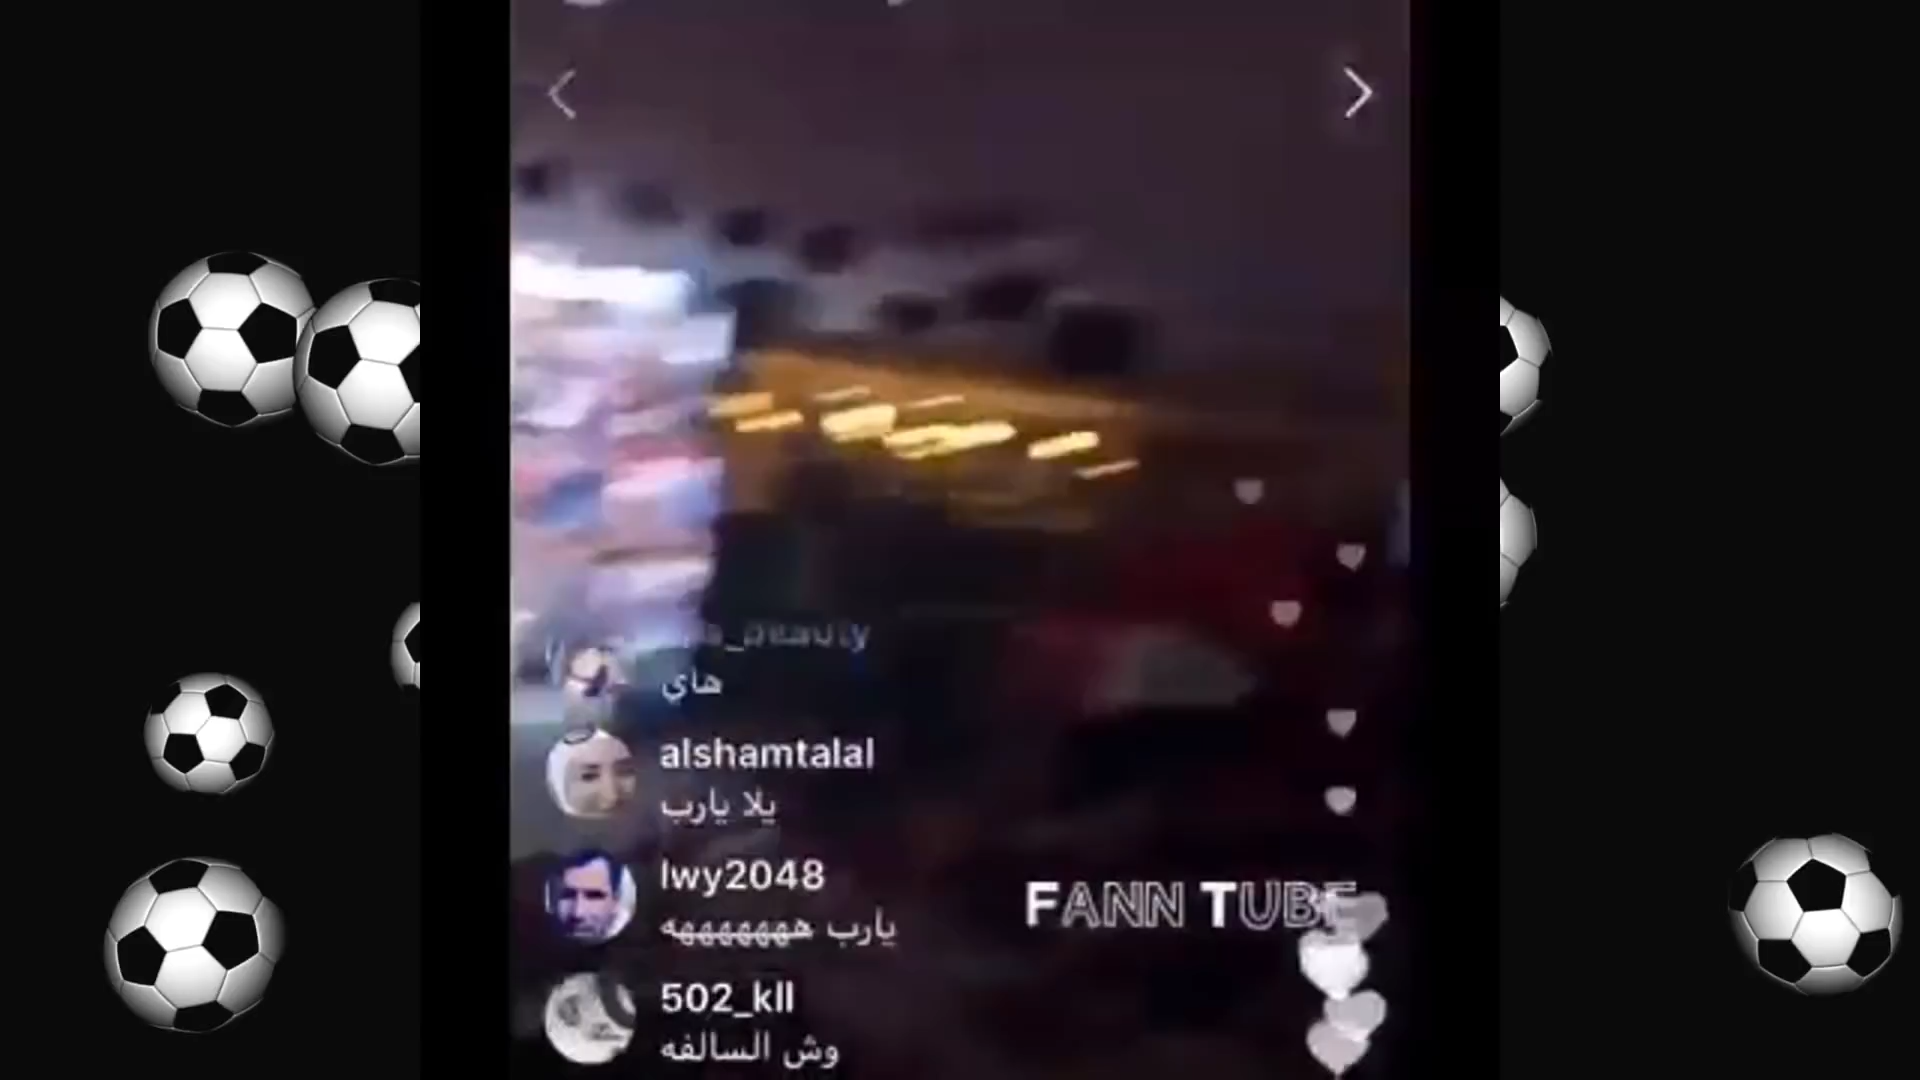 هاي
alshamtalal
يلا يارب
lwy2048
يارب هههههههه
FANN TUBE
502_kll
وش السالفه